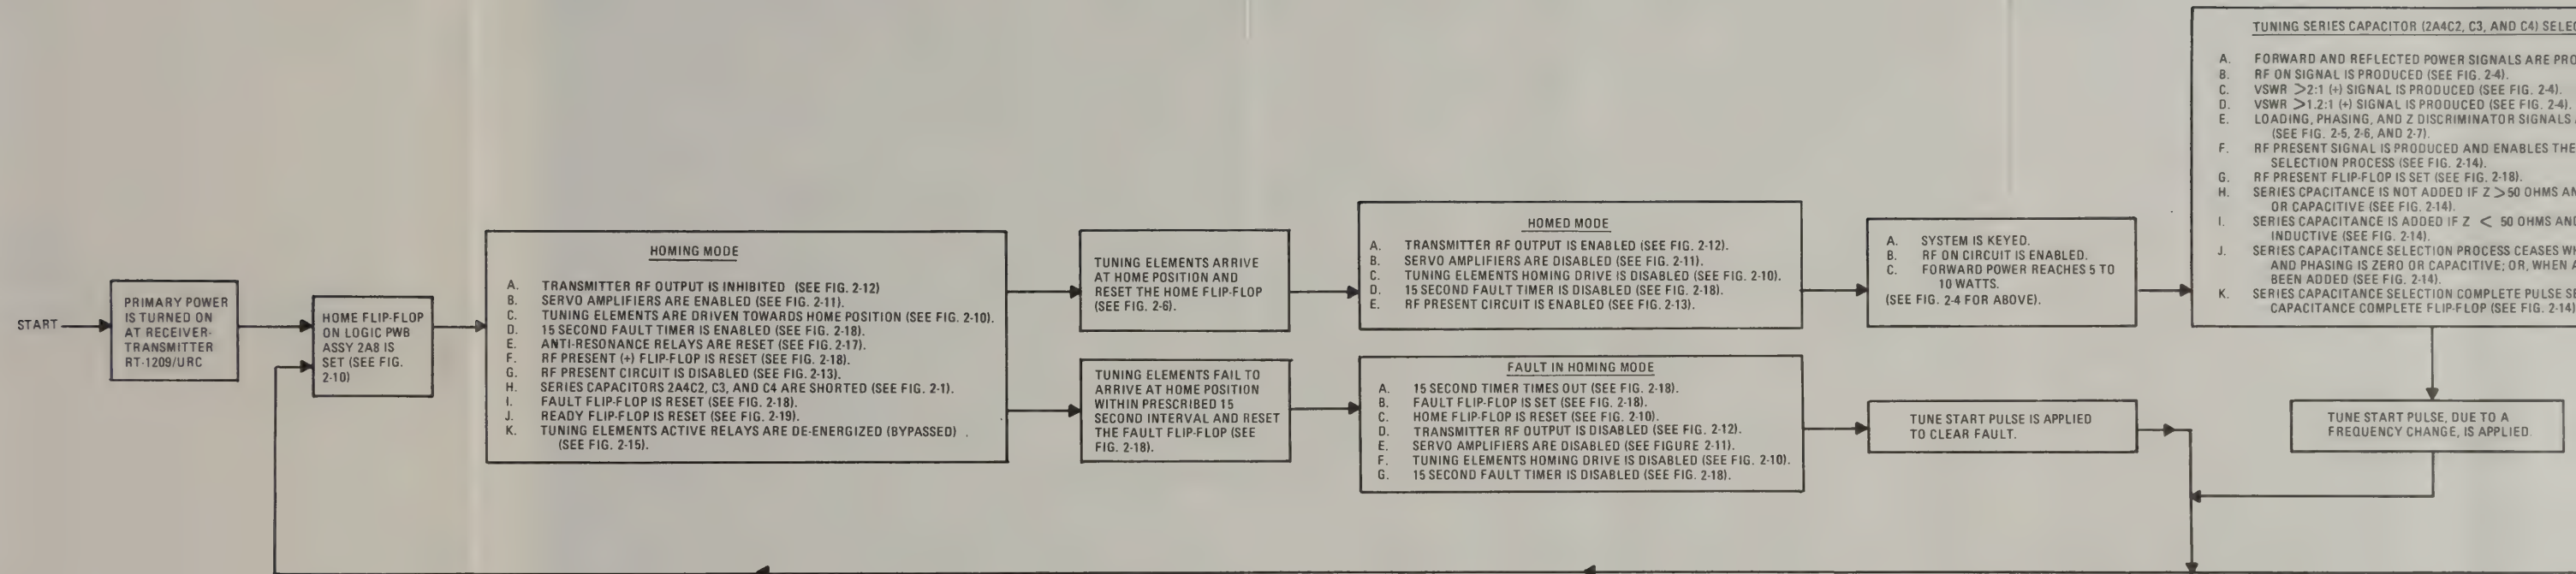 START
PRIMARY POWER
IS TURNED ON
AT RECEIVER-
TRANSMITTER
RT-1209/URC
HOME FLIP-FLOP
ON LOGIC PWB
ASSY 2A8 IS
SET (SEE FIG.
2-10)
HOMING MODE
A. TRANSMITTER RF OUTPUT IS INHIBITED (SEE FIG. 2-12)
B. SERVO AMPLIFIERS ARE ENABLED (SEE FIG. 2-11).
C. TUNING ELEMENTS ARE DRIVEN TOWARDS HOME POSITION (SEE FIG. 2-10).
D. 15 SECOND FAULT TIMER IS ENABLED (SEE FIG. 2-18).
E. ANTI-RESONANCE RELAYS ARE RESET (SEE FIG. 2-17).
F. RF PRESENT (+) FLIP-FLOP IS RESET (SEE FIG. 2-18).
G. RF PRESENT CIRCUIT IS DISABLED (SEE FIG. 2-13).
H. SERIES CAPACITORS 2A4C2, C3, AND C4 ARE SHORTED (SEE FIG. 2-1).
I. FAULT FLIP-FLOP IS RESET (SEE FIG. 2-18).
J. READY FLIP-FLOP IS RESET (SEE FIG. 2-19).
K. TUNING ELEMENTS ACTIVE RELAYS ARE DE-ENERGIZED (BYPASSED) .
(SEE FIG. 2-15).
TUNING ELEMENTS ARRIVE
AT HOME POSITION AND
RESET THE HOME FLIP-FLOP
(SEE FIG. 2-6).
TUNING ELEMENTS FAIL TO
ARRIVE AT HOME POSITION
WITHIN PRESCRIBED 15
SECOND INTERVAL AND RESET
THE FAULT FLIP-FLOP (SEE
FIG. 2-18).
HOMED MODE
A. TRANSMITTER RF OUTPUT IS ENABLED (SEE FIG. 2-12).
B. SERVO AMPLIFIERS ARE DISABLED (SEE FIG. 2-11).
C. TUNING ELEMENTS HOMING DRIVE IS DISABLED (SEE FIG. 2-10).
D. 15 SECOND FAULT TIMER IS DISABLED (SEE FIG. 2-18).
E. RF PRESENT CIRCUIT IS ENABLED (SEE FIG. 2-13).
FAULT IN HOMING MODE
A. 15 SECOND TIMER TIMES OUT (SEE FIG. 2-18).
B. FAULT FLIP-FLOP IS SET (SEE FIG. 2-18).
C. HOME FLIP-FLOP IS RESET (SEE FIG. 2-10).
D. TRANSMITTER RF OUTPUT IS DISABLED (SEE FIG. 2-12).
E. SERVO AMPLIFIERS ARE DISABLED (SEE FIGURE 2-11).
F. TUNING ELEMENTS HOMING DRIVE IS DISABLED (SEE FIG. 2-10).
G. 15 SECOND FAULT TIMER IS DISABLED (SEE FIG. 2-18).
A. SYSTEM IS KEYED.
B. RF ON CIRCUIT IS ENABLED.
C. FORWARD POWER REACHES 5 TO
10 WATTS.
(SEE FIG. 2-4 FOR ABOVE).
TUNE START PULSE IS APPLIED
TO CLEAR FAULT.
TUNING SERIES CAPACITOR (2A4C2, C3, AND C4) SELEC
A. FORWARD AND REFLECTED POWER SIGNALS ARE PRO
B. RF ON SIGNAL IS PRODUCED (SEE FIG. 2-4).
C. VSWR >2:1 (+) SIGNAL IS PRODUCED (SEE FIG. 2-4).
D. VSWR >1.2:1 (+) SIGNAL IS PRODUCED (SEE FIG. 2-4).
E. LOADING, PHASING, AND Z DISCRIMINATOR SIGNALS A
(SEE FIG. 2-5, 2-6, AND 2-7).
F. RF PRESENT SIGNAL IS PRODUCED AND ENABLES THE
SELECTION PROCESS (SEE FIG. 2-14).
G. RF PRESENT FLIP-FLOP IS SET (SEE FIG. 2-18).
H. SERIES CPACITANCE IS NOT ADDED IF Z >50 OHMS AN
OR CAPACITIVE (SEE FIG. 2-14).
I. SERIES CAPACITANCE IS ADDED IF Z < 50 OHMS AND
INDUCTIVE (SEE FIG. 2-14).
J. SERIES CAPACITANCE SELECTION PROCESS CEASES WH
AND PHASING IS ZERO OR CAPACITIVE; OR, WHEN A
BEEN ADDED (SEE FIG. 2-14).
K. SERIES CAPACITANCE SELECTION COMPLETE PULSE SE
CAPACITANCE COMPLETE FLIP-FLOP (SEE FIG. 2-14)
TUNE START PULSE, DUE TO A
FREQUENCY CHANGE, IS APPLIED.